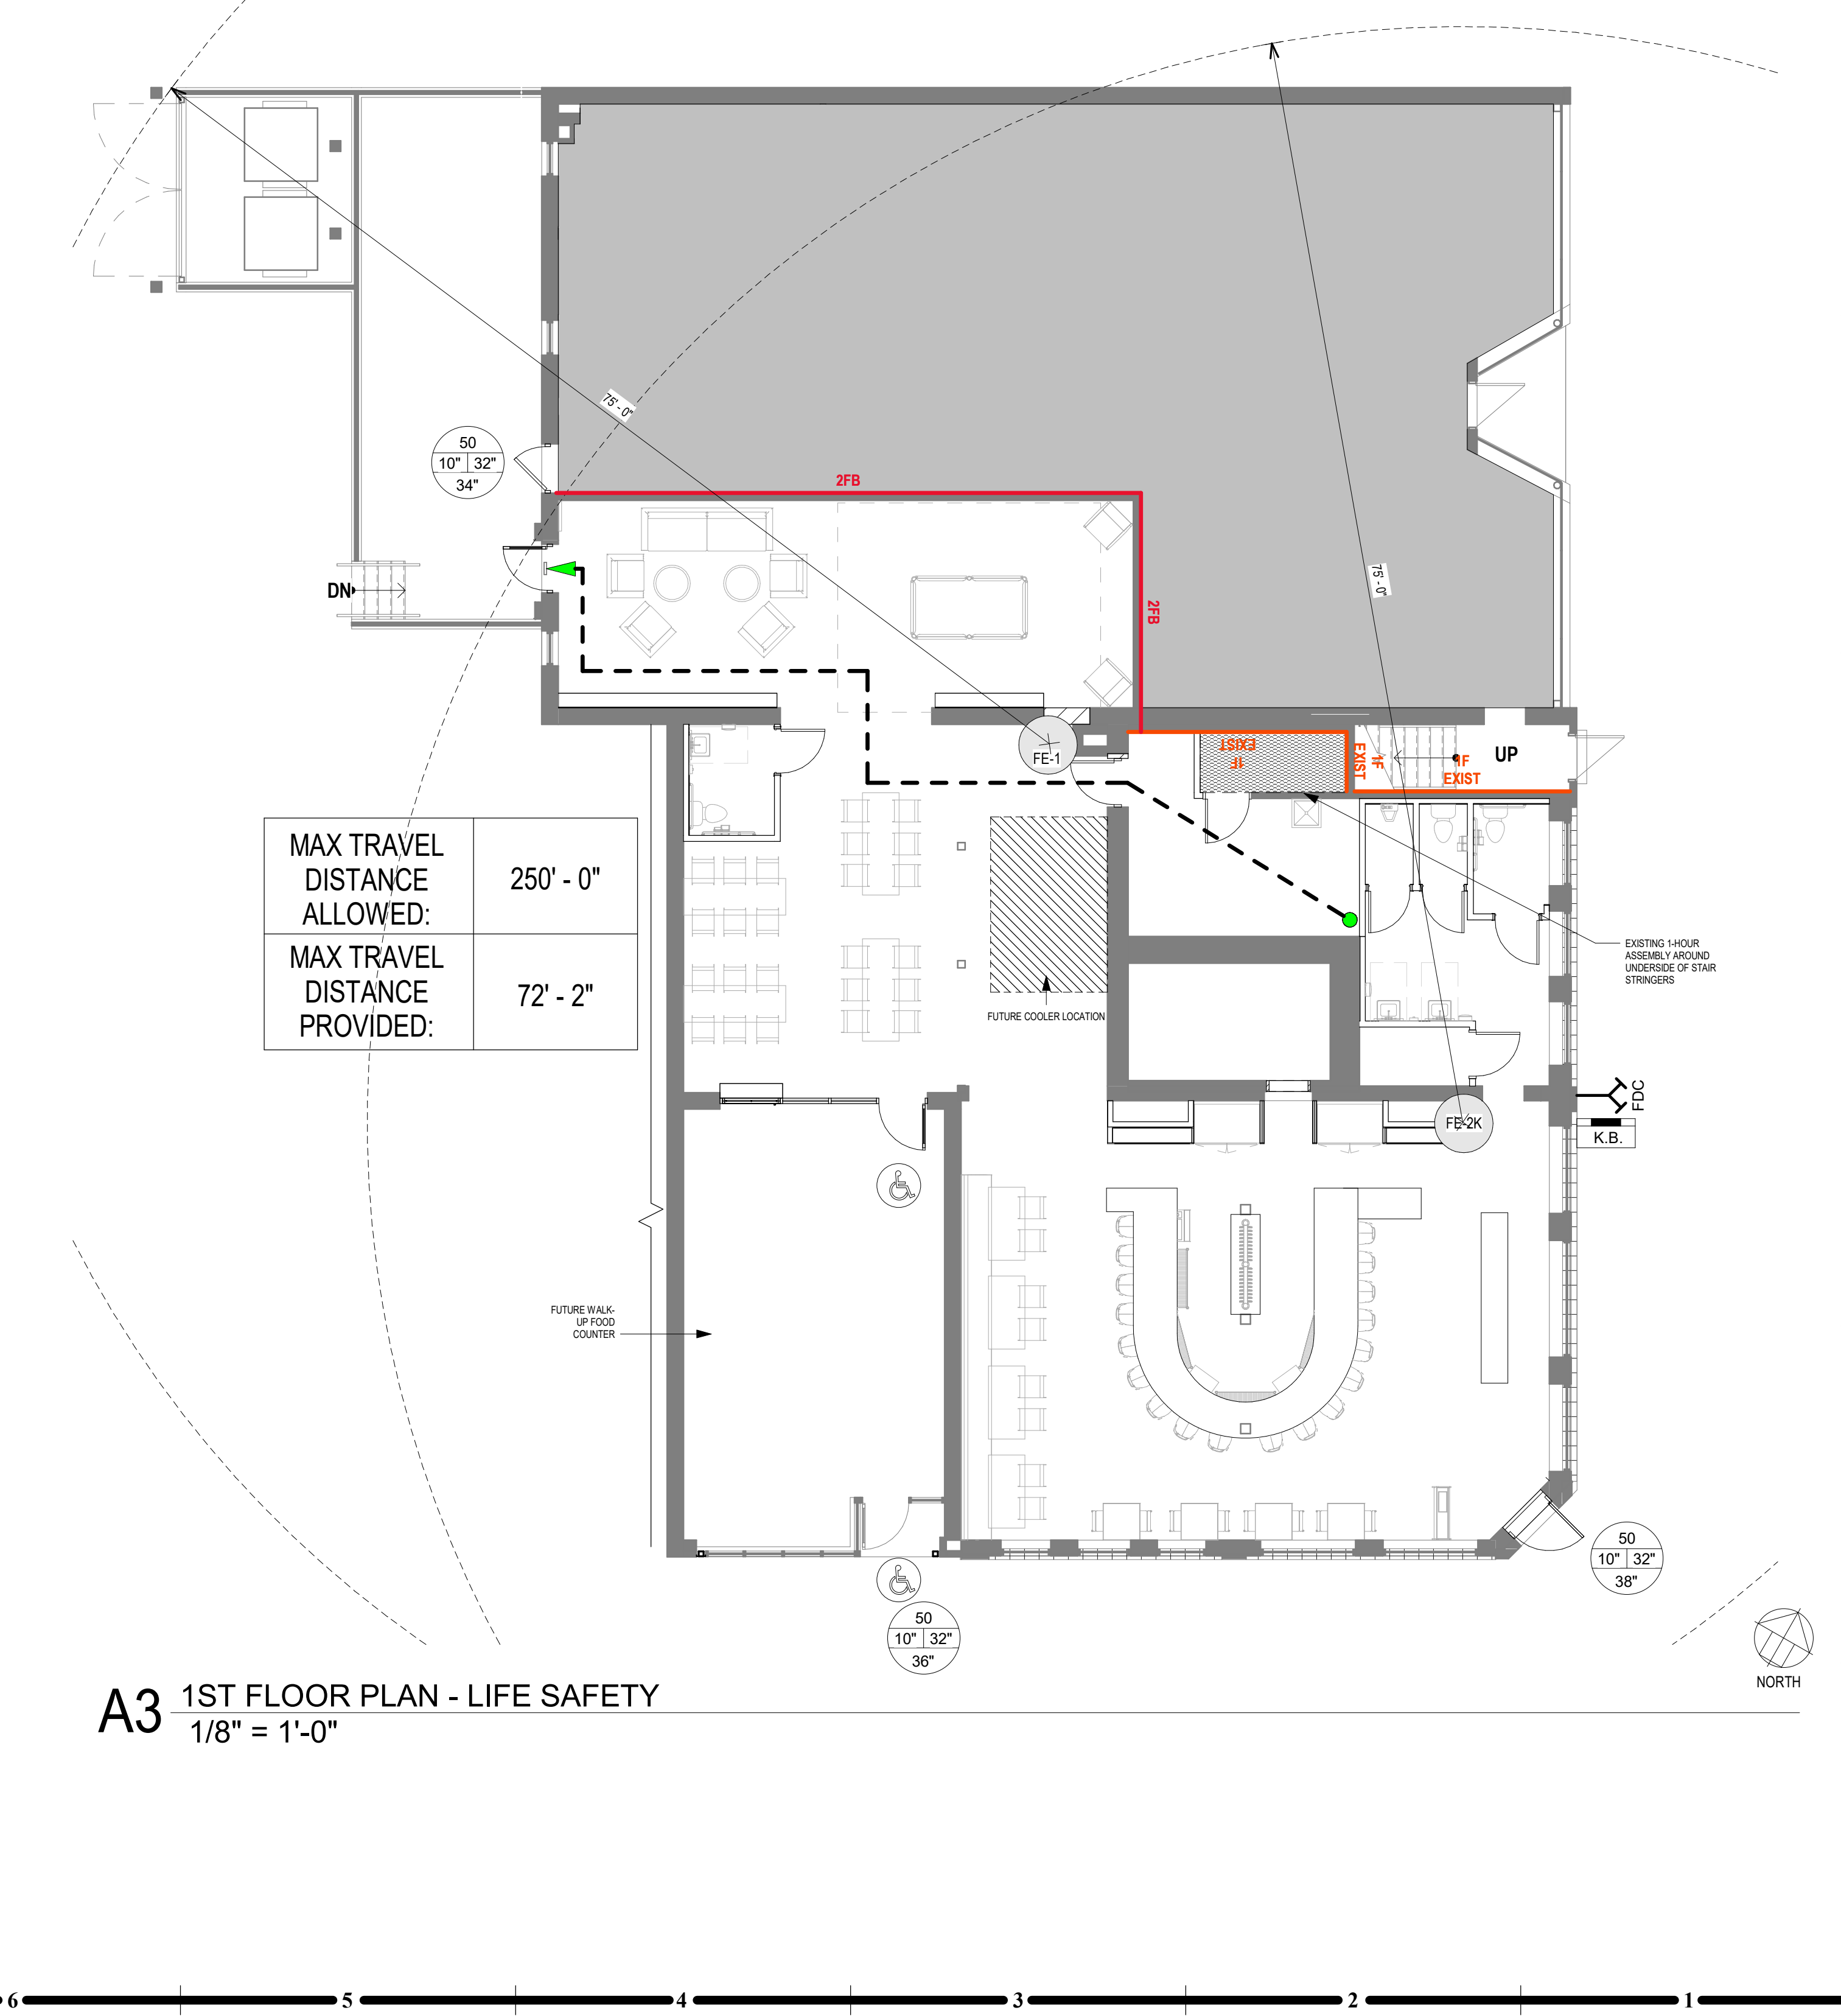 75' - 0"
50
10" 32"
34"
2FB
DN
2FB
75' - 0"
1F
EXIST
1F
EXIST
1F
EXIST
UP
FE-1
MAX TRAVEL
DISTANCE
ALLOWED:
250' - 0"
MAX TRAVEL
DISTANCE
PROVIDED:
72' - 2"
EXISTING 1-HOUR
ASSEMBLY AROUND
UNDERSIDE OF STAIR
STRINGERS
FUTURE COOLER LOCATION
FDC
FE-2K
K.B.
FUTURE WALK-
UP FOOD
COUNTER
50
10" 32"
38"
50
10" 32"
36"
NORTH
A3 1ST FLOOR PLAN - LIFE SAFETY
1/8" = 1'-0"
6 5 4 3 2 1